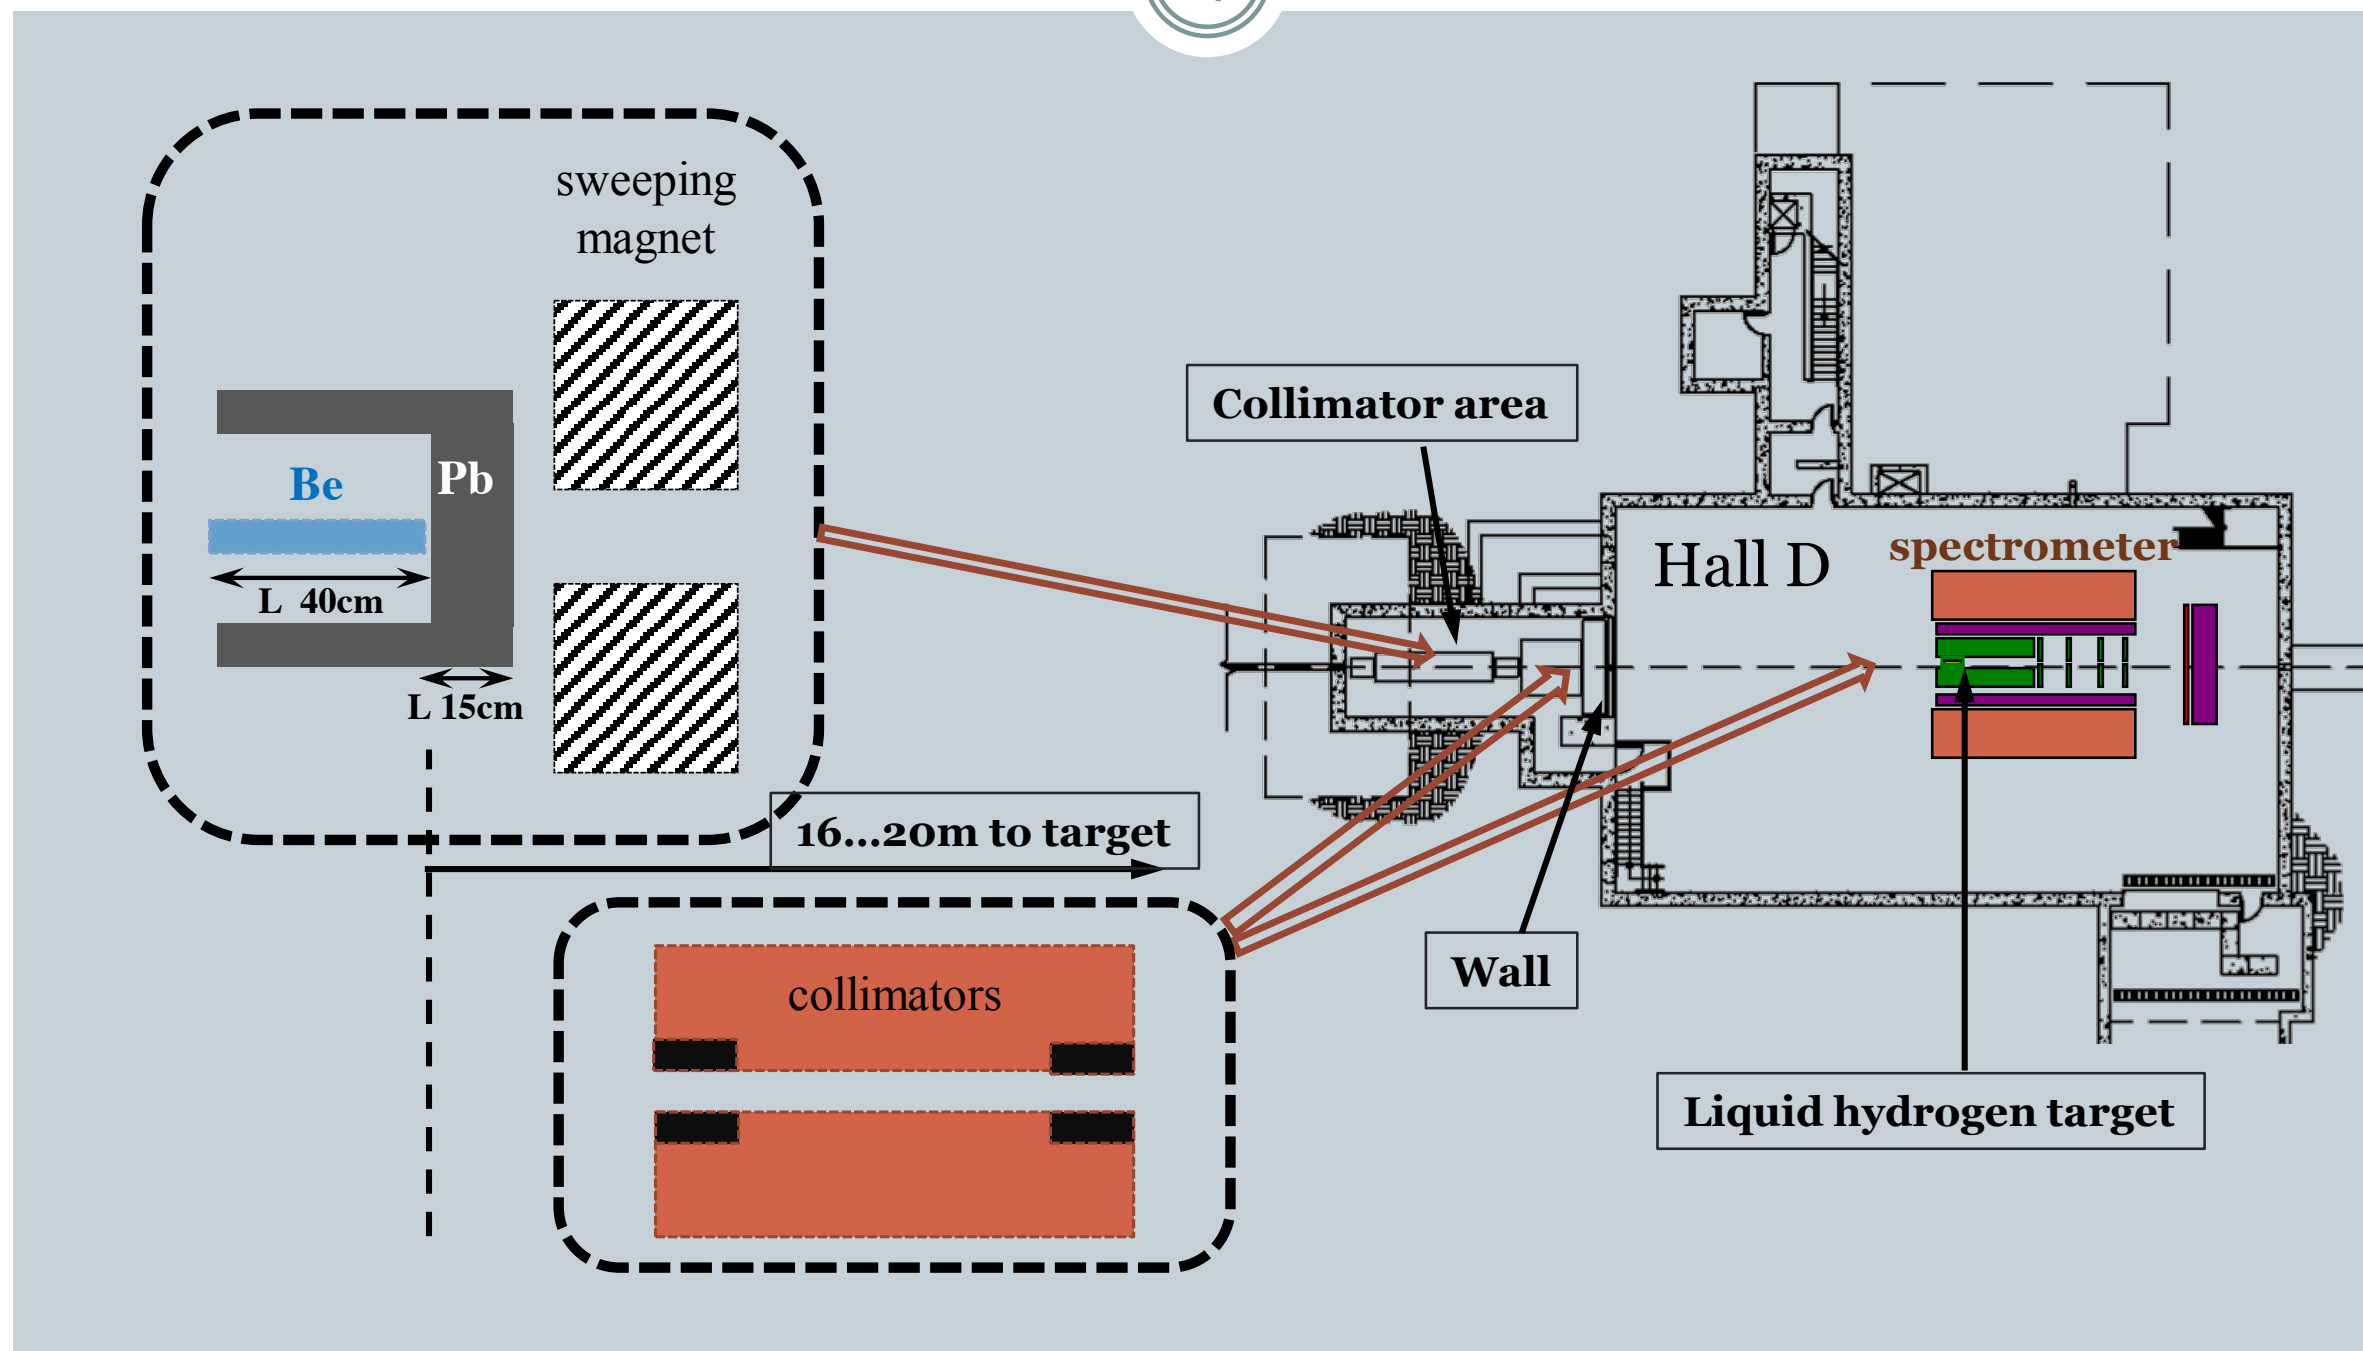 sweeping
magnet
Be
Pb
L 40cm
L 15cm
16...20m to target
collimators
Collimator area
Hall D
spectrometer
Wall
Liquid hydrogen target